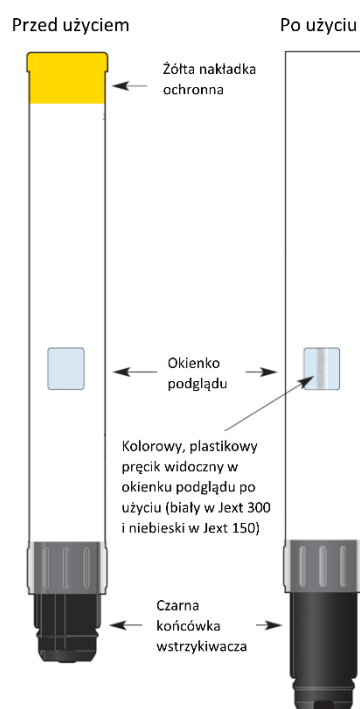 Przed użyciem
Po użyciu
Żółta nakładka
ochronna
Okienko
podglądu
Kolorowy, plastikowy
pręcik widoczny w
okienku podglądu po
użyciu (biały w Jext 300
i niebieski w Jext 150)
Czarna
końcówka
wstrzykiwacza